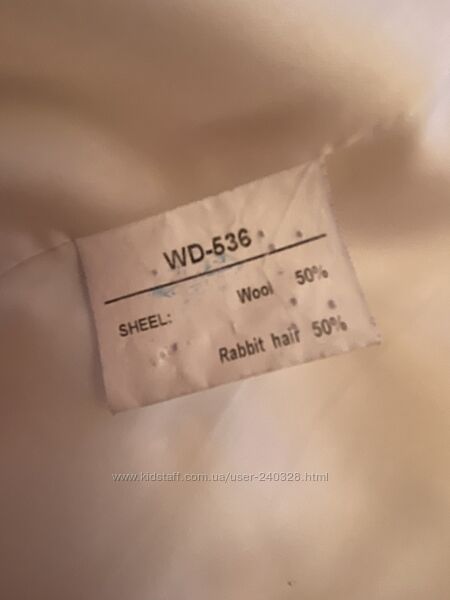 WD-536
SHEEL: Wool 50%
Rabbit hair 50%
www.kidstaff.com.ua/user-240328.html